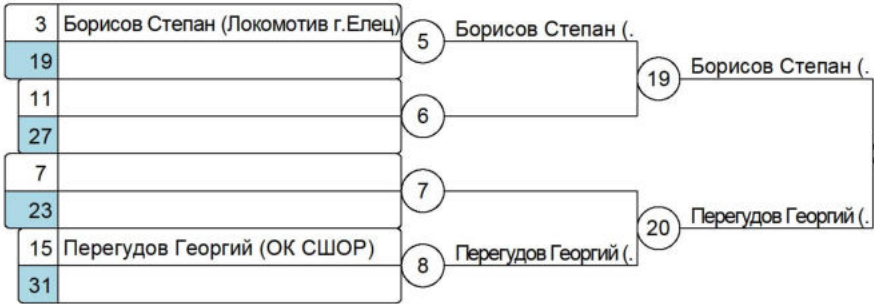 3 Борисов Степан (Локомотив г.Елец)
5 Борисов Степан (.
19
19 Борисов Степан (.
11
6
27
7
7
23
20 Перегудов Георгий (.
15 Перегудов Георгий (ОК СШОР)
8 Перегудов Георгий (.
31